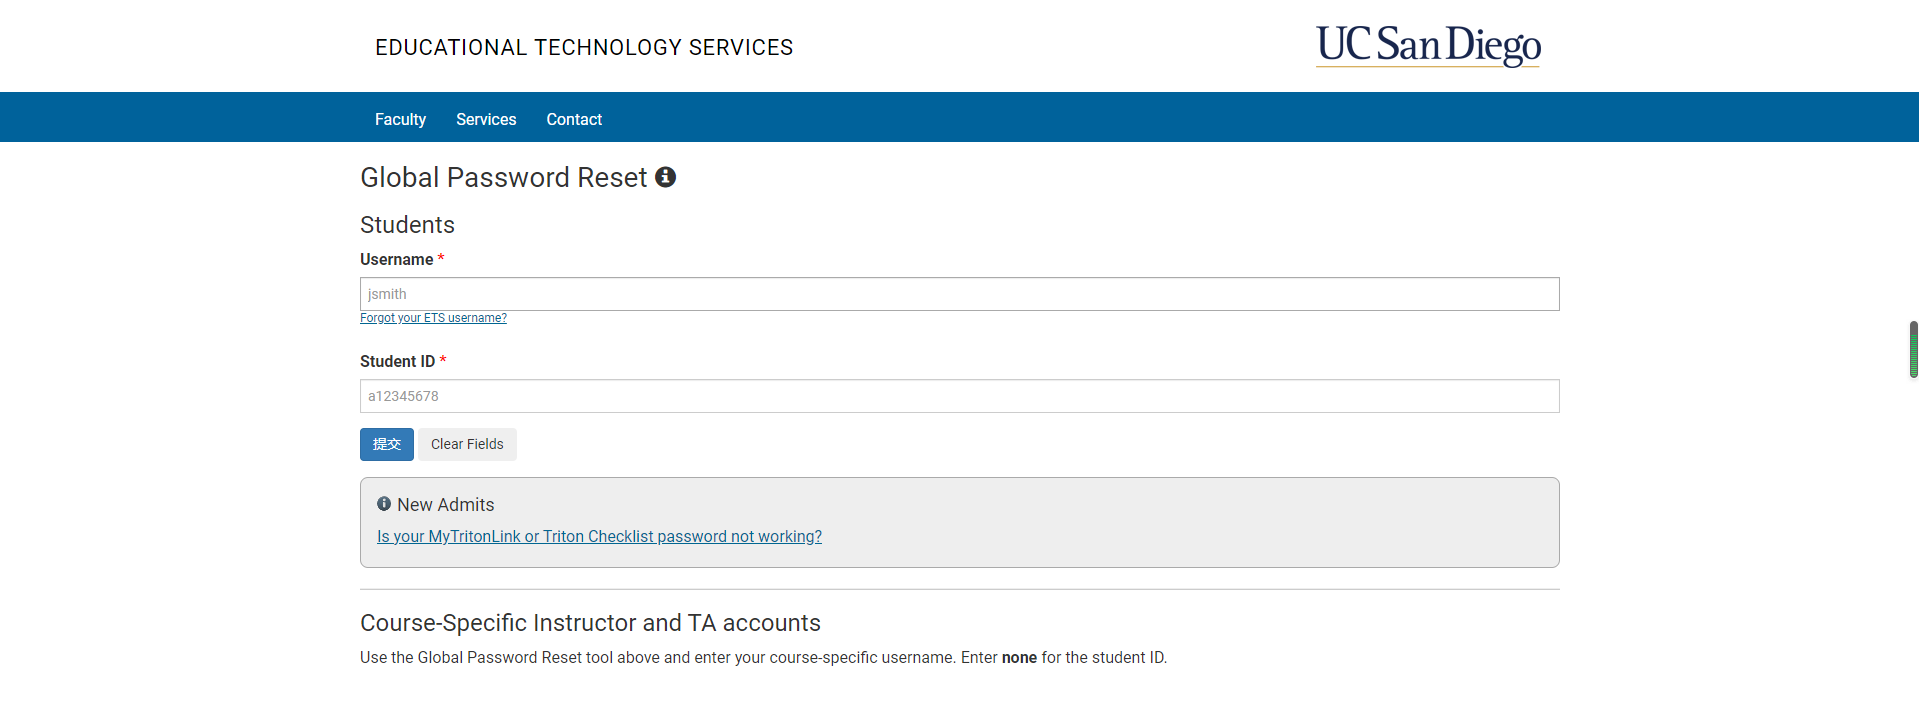 EDUCATIONAL TECHNOLOGY SERVICES
UC San Diego
Faculty Services Contact
Global Password Reset
Students
Username *
jsmith
Forgot your ETS username?
Student ID *
a12345678
提交 Clear Fields
New Admits
Is your MyTritonLink or Triton Checklist password not working?
Course-Specific Instructor and TA accounts
Use the Global Password Reset tool above and enter your course-specific username. Enter none for the student ID.